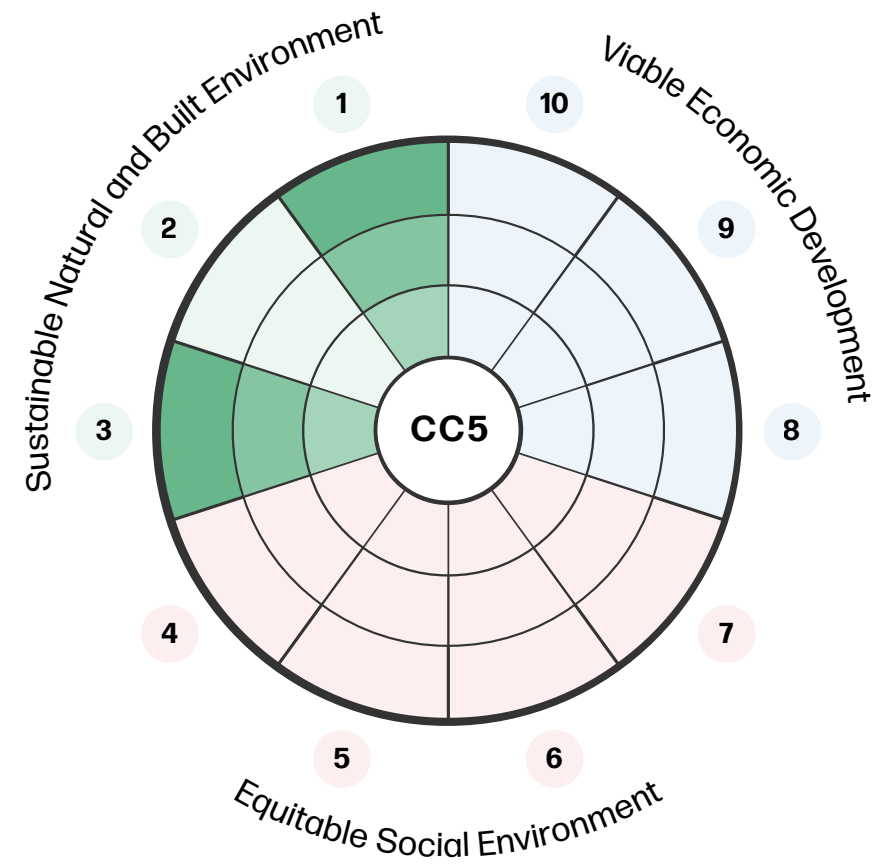 Sustainable Natural and Built Environment
Viable Economic Development
1
10
2
9
3
CC5
8
4
7
5
6
Equitable Social Environment